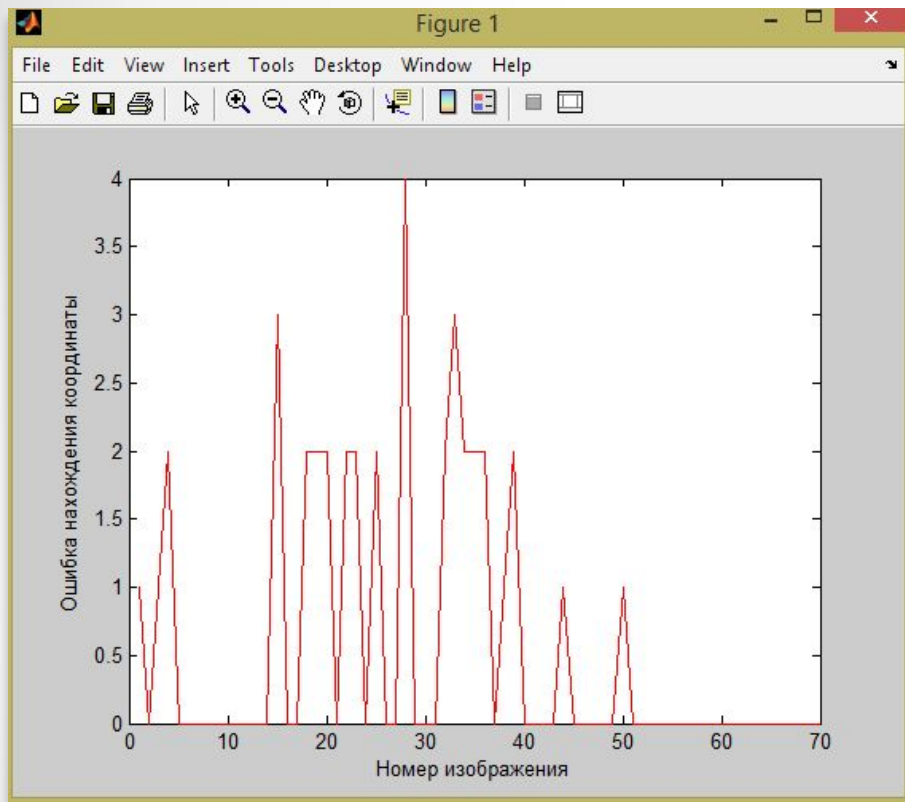 Figure 1
File Edit View Insert Tools Desktop Window Help
4
3.5
3
2.5
2
1.5
1
0.5
0
Ошибка нахождения координаты
0 10 20 30 40 50 60 70
Номер изображения